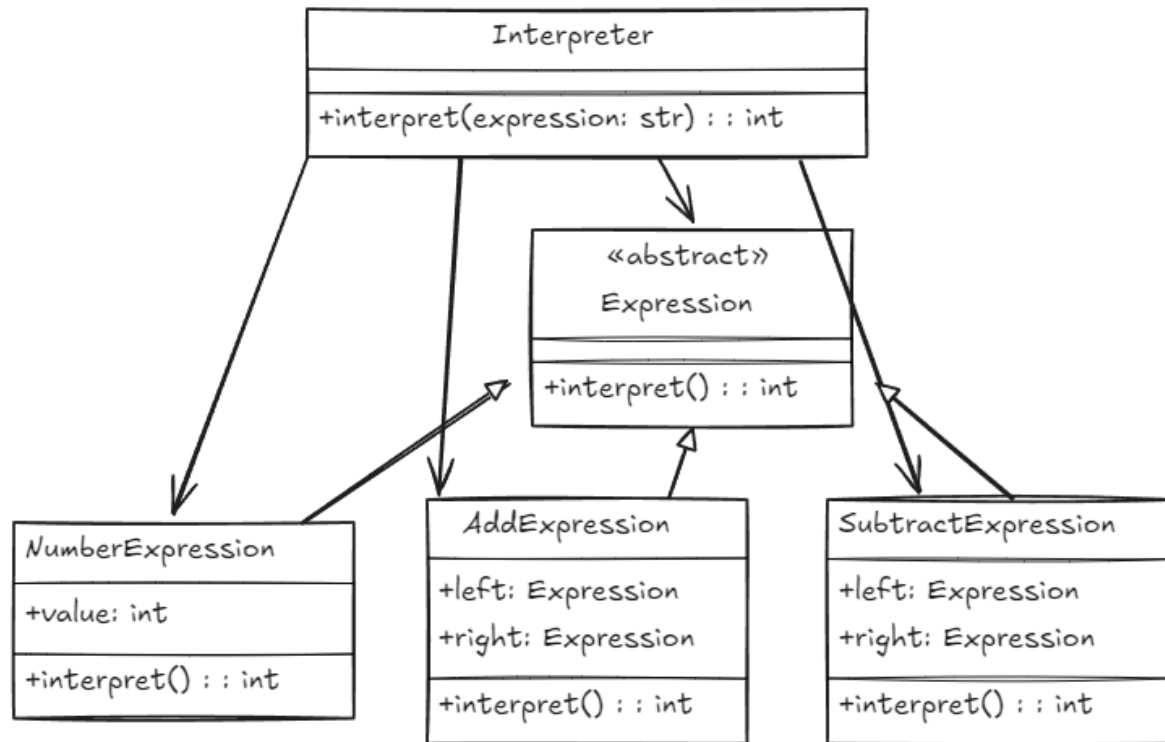 Interpreter
+interpret(expression: str) : : int
«abstract»
Expression
+interpret() : : int
NumberExpression
+value: int
+interpret() : : int
AddExpression
+left: Expression
+right: Expression
+interpret() : : int
SubtractExpression
+left: Expression
+right: Expression
+interpret() : : int